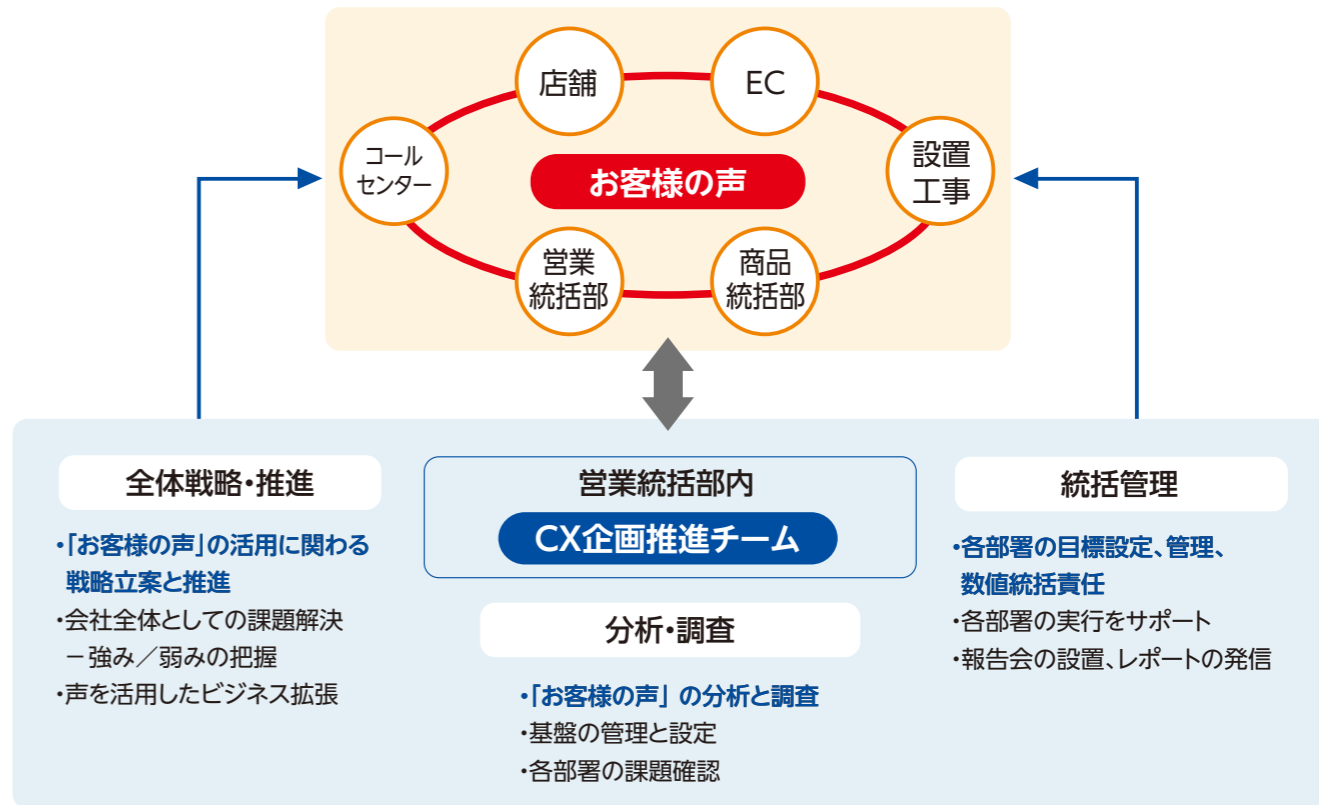 店舗
EC
コール
センター
設置
工事
お客様の声
営業
統括部
商品
統括部
全体戦略・推進
・「お客様の声」の活用に関わる
戦略立案と推進
・会社全体としての課題解決
－強み／弱みの把握
・声を活用したビジネス拡張
営業統括部内
CX企画推進チーム
分析・調査
・「お客様の声」の分析と調査
・基盤の管理と設定
・各部署の課題確認
統括管理
・各部署の目標設定、管理、
数値統括責任
・各部署の実行をサポート
・報告会の設置、レポートの発信